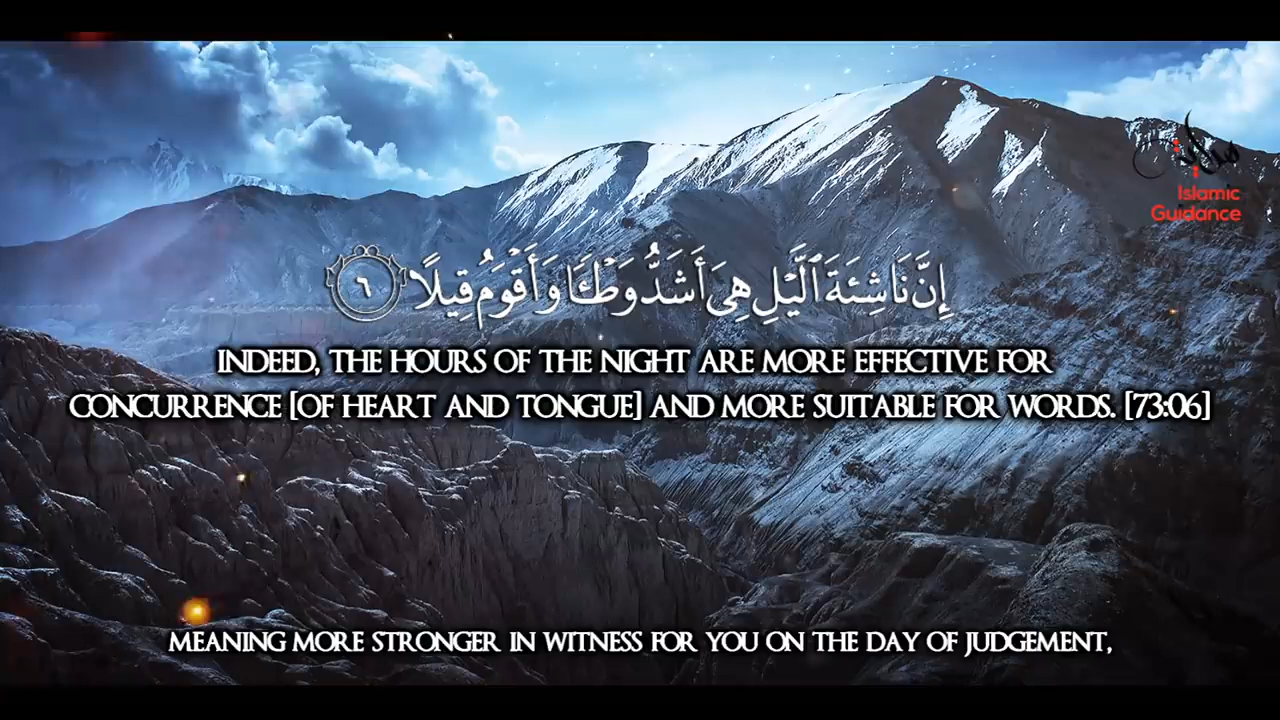 هداية
Islamic
Guidance
إِنَّ نَاشِئَةَ ٱلَّيْلِ هِىَ أَشَدُّ وَطْـًٔا وَأَقْوَمُ قِيلًا ٦
INDEED, THE HOURS OF THE NIGHT ARE MORE EFFECTIVE FOR
CONCURRENCE [OF HEART AND TONGUE] AND MORE SUITABLE FOR WORDS. [73:06]
MEANING MORE STRONGER IN WITNESS FOR YOU ON THE DAY OF JUDGEMENT,